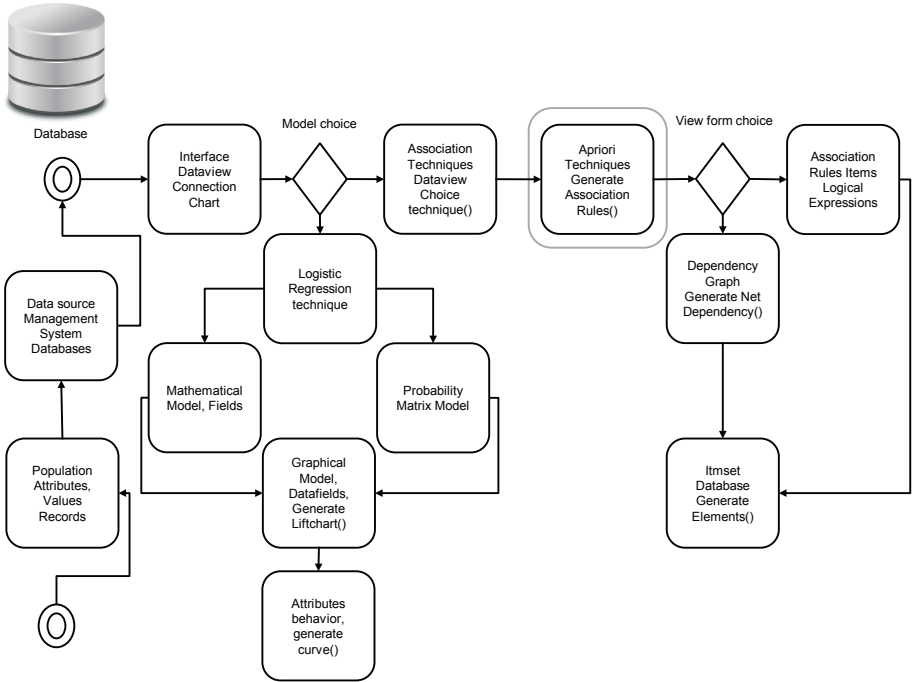 Database
Interface
Dataview
Connection
Chart
Model choice
Association
Techniques
Dataview
Choice
technique()
Apriori
Techniques
Generate
Association
Rules()
View form choice
Association
Rules Items
Logical
Expressions
Data source
Management
System
Databases
Logistic
Regression
technique
Dependency
Graph
Generate Net
Dependency()
Mathematical
Model, Fields
Probability
Matrix Model
Population
Attributes,
Values
Records
Graphical
Model,
Datafields,
Generate
Liftchart()
Itmset
Database
Generate
Elements()
Attributes
behavior,
generate
curve()